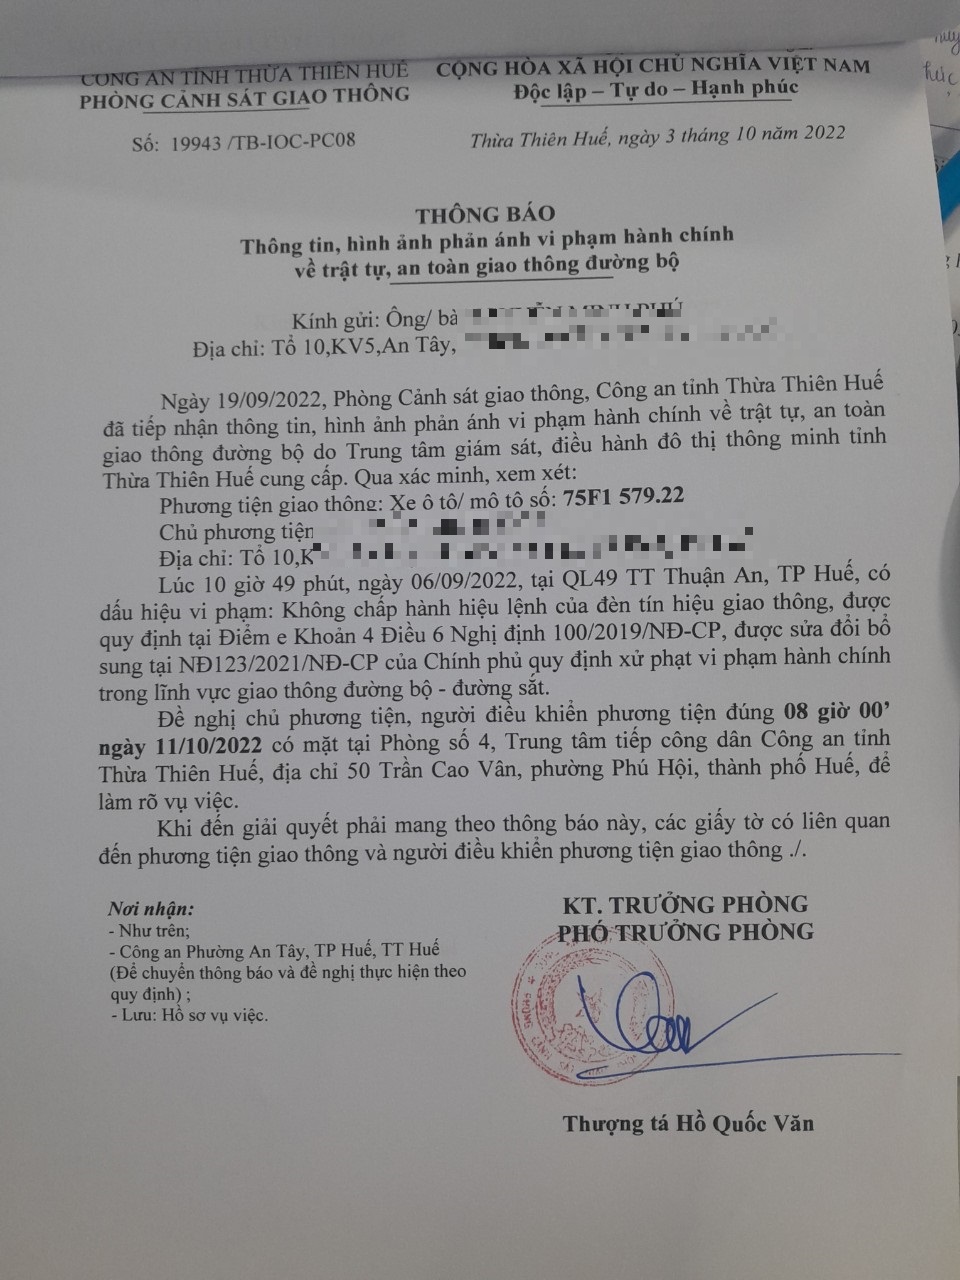 CÔNG AN TỈNH THỪA THIÊN HUẾ
PHÒNG CẢNH SÁT GIAO THÔNG
CỘNG HÒA XÃ HỘI CHỦ NGHĨA VIỆT NAM
Độc lập – Tự do – Hạnh phúc
Số: 19943 /TB-IOC-PC08
Thừa Thiên Huế, ngày 3 tháng 10 năm 2022
THÔNG BÁO
Thông tin, hình ảnh phản ánh vi phạm hành chính
về trật tự, an toàn giao thông đường bộ
Kính gửi: Ông/ bà
Địa chỉ: Tổ 10,KV5,An Tây,
Ngày 19/09/2022, Phòng Cảnh sát giao thông, Công an tỉnh Thừa Thiên Huế
đã tiếp nhận thông tin, hình ảnh phản ánh vi phạm hành chính về trật tự, an toàn
giao thông đường bộ do Trung tâm giám sát, điều hành đô thị thông minh tỉnh
Thừa Thiên Huế cung cấp. Qua xác minh, xem xét:
Phương tiện giao thông: Xe ô tô/ mô tô số: 75F1 579.22
Chủ phương tiện
Địa chỉ: Tổ 10,K
Lúc 10 giờ 49 phút, ngày 06/09/2022, tại QL49 TT Thuận An, TP Huế, có
dấu hiệu vi phạm: Không chấp hành hiệu lệnh của đèn tín hiệu giao thông, được
quy định tại Điểm e Khoản 4 Điều 6 Nghị định 100/2019/NĐ-CP, được sửa đổi bổ
sung tại NĐ123/2021/NĐ-CP của Chính phủ quy định xử phạt vi phạm hành chính
trong lĩnh vực giao thông đường bộ - đường sắt.
Đề nghị chủ phương tiện, người điều khiển phương tiện đúng 08 giờ 00’
ngày 11/10/2022 có mặt tại Phòng số 4, Trung tâm tiếp công dân Công an tỉnh
Thừa Thiên Huế, địa chỉ 50 Trần Cao Vân, phường Phú Hội, thành phố Huế, để
làm rõ vụ việc.
Khi đến giải quyết phải mang theo thông báo này, các giấy tờ có liên quan
đến phương tiện giao thông và người điều khiển phương tiện giao thông ./.
Nơi nhận:
- Như trên;
- Công an Phường An Tây, TP Huế, TT Huế
(Để chuyển thông báo và đề nghị thực hiện theo
quy định) ;
- Lưu: Hồ sơ vụ việc.
KT. TRƯỞNG PHÒNG
PHÓ TRƯỞNG PHÒNG
Thượng tá Hồ Quốc Văn